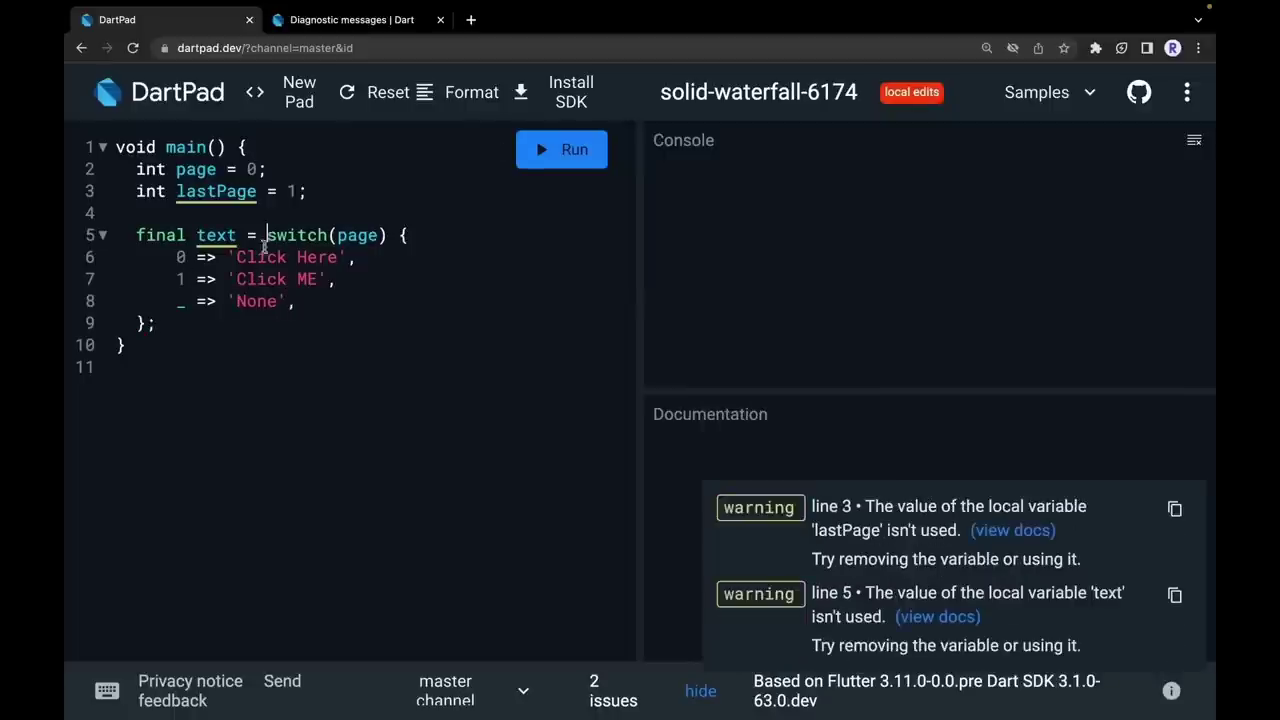 DartPad
Diagnostic messages | Dart
dartpad.dev/?channel=master&id
R
DartPad
<> New Pad
Reset
Format
Install SDK
solid-waterfall-6174
local edits
Samples
1 void main() {
2 int page = 0;
3 int lastPage = 1;
4
5 final text = switch(page) {
6 0 => 'Click Here',
7 1 => 'Click ME',
8 _ => 'None',
9 };
10 }
11
Run
Console
Documentation
warning line 3 • The value of the local variable
'lastPage' isn't used. (view docs)
Try removing the variable or using it.
warning line 5 • The value of the local variable 'text'
isn't used. (view docs)
Try removing the variable or using it.
Privacy notice
feedback
Send
master
channel
2
issues
hide
Based on Flutter 3.11.0-0.0.pre Dart SDK 3.1.0-
63.0.dev